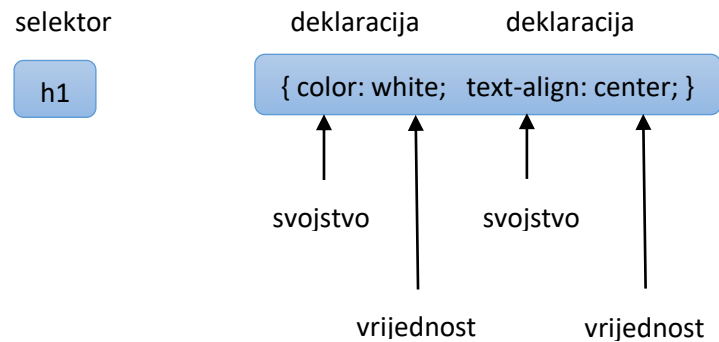 selektor deklaracija deklaracija
h1 { color: white; text-align: center; }
svojstvo svojstvo
vrijednost vrijednost